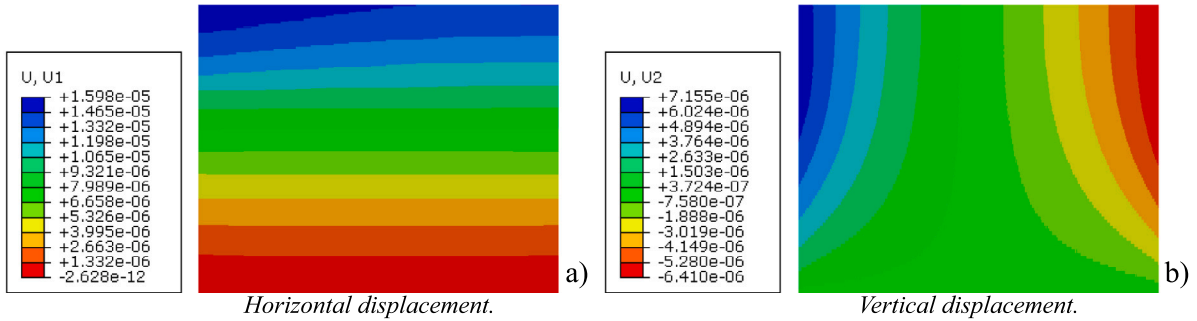 U, U1
+1.598e-05
+1.465e-05
+1.332e-05
+1.198e-05
+1.065e-05
+9.321e-06
+7.989e-06
+6.658e-06
+5.326e-06
+3.995e-06
+2.663e-06
+1.332e-06
-2.628e-12
a)
Horizontal displacement.
U, U2
+7.155e-06
+6.024e-06
+4.894e-06
+3.764e-06
+2.633e-06
+1.503e-06
+3.724e-07
-7.580e-07
-1.888e-06
-3.019e-06
-4.149e-06
-5.280e-06
-6.410e-06
b)
Vertical displacement.